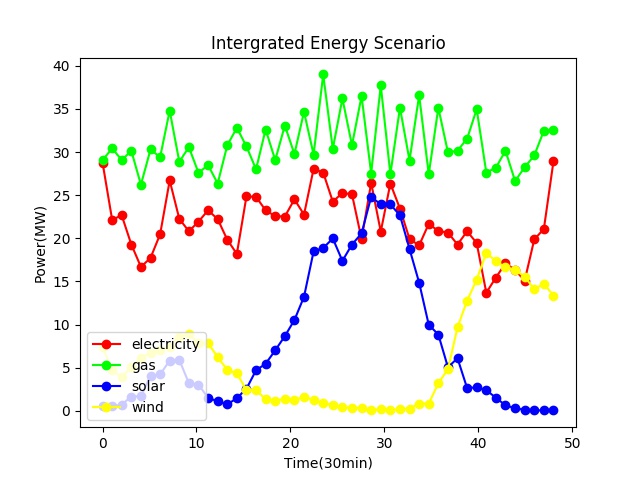 Intergrated Energy Scenario
Power(MW)
40
35
30
25
20
15
10
5
0
electricity
gas
solar
wind
0 10 20 30 40 50
Time(30min)